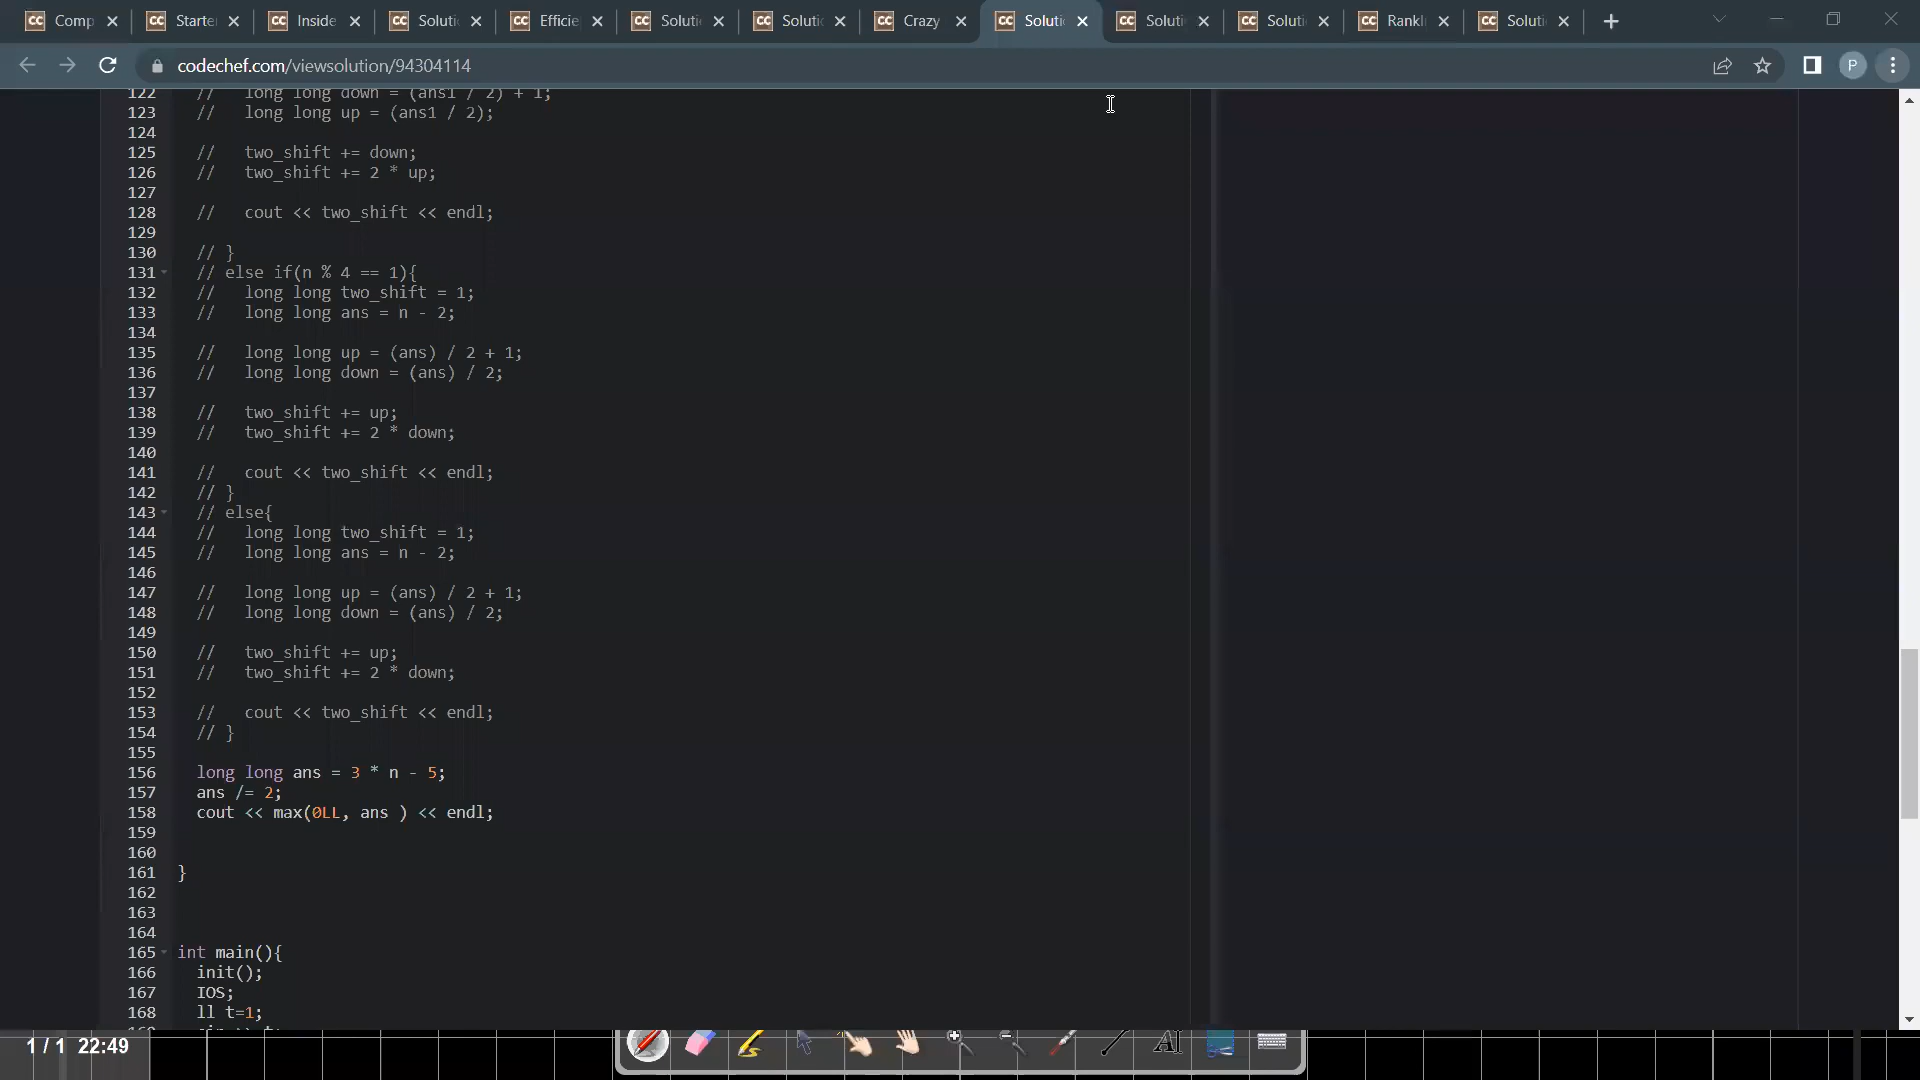 Comp
Starte
Inside
Soluti
Efficie
Soluti
Soluti
Crazy
Soluti
Soluti
Soluti
Rankl
Soluti
codechef.com/viewsolution/94304114
P
122 // long long down = (ans1 / 2) + 1;
123 // long long up = (ans1 / 2);
124
125 // two_shift += down;
126 // two_shift += 2 * up;
127
128 // cout << two_shift << endl;
129
130 // }
131 // else if(n % 4 == 1){
132 // long long two_shift = 1;
133 // long long ans = n - 2;
134
135 // long long up = (ans) / 2 + 1;
136 // long long down = (ans) / 2;
137
138 // two_shift += up;
139 // two_shift += 2 * down;
140
141 // cout << two_shift << endl;
142 // }
143 // else{
144 // long long two_shift = 1;
145 // long long ans = n - 2;
146
147 // long long up = (ans) / 2 + 1;
148 // long long down = (ans) / 2;
149
150 // two_shift += up;
151 // two_shift += 2 * down;
152
153 // cout << two_shift << endl;
154 // }
155
156 long long ans = 3 * n - 5;
157 ans /= 2;
158 cout << max(0LL, ans ) << endl;
159
160
161 }
162
163
164
165 int main(){
166 init();
167 IOS;
168 ll t=1;
1 / 1 22:49